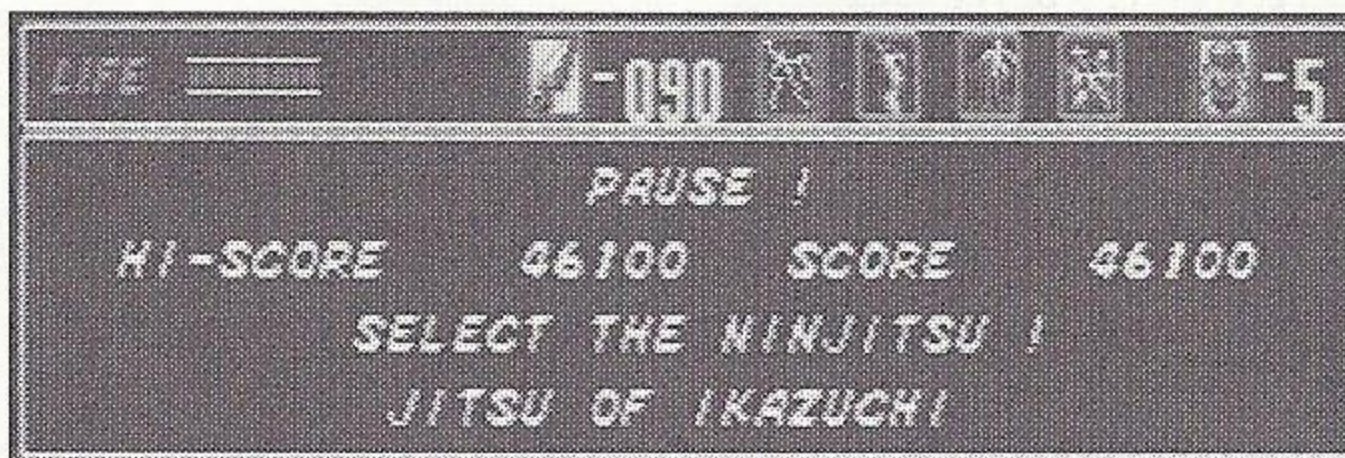 LIFE -090 -5
PAUSE !
HI-SCORE 46100 SCORE 46100
SELECT THE NINJITSU !
JITSU OF IKAZUCHI